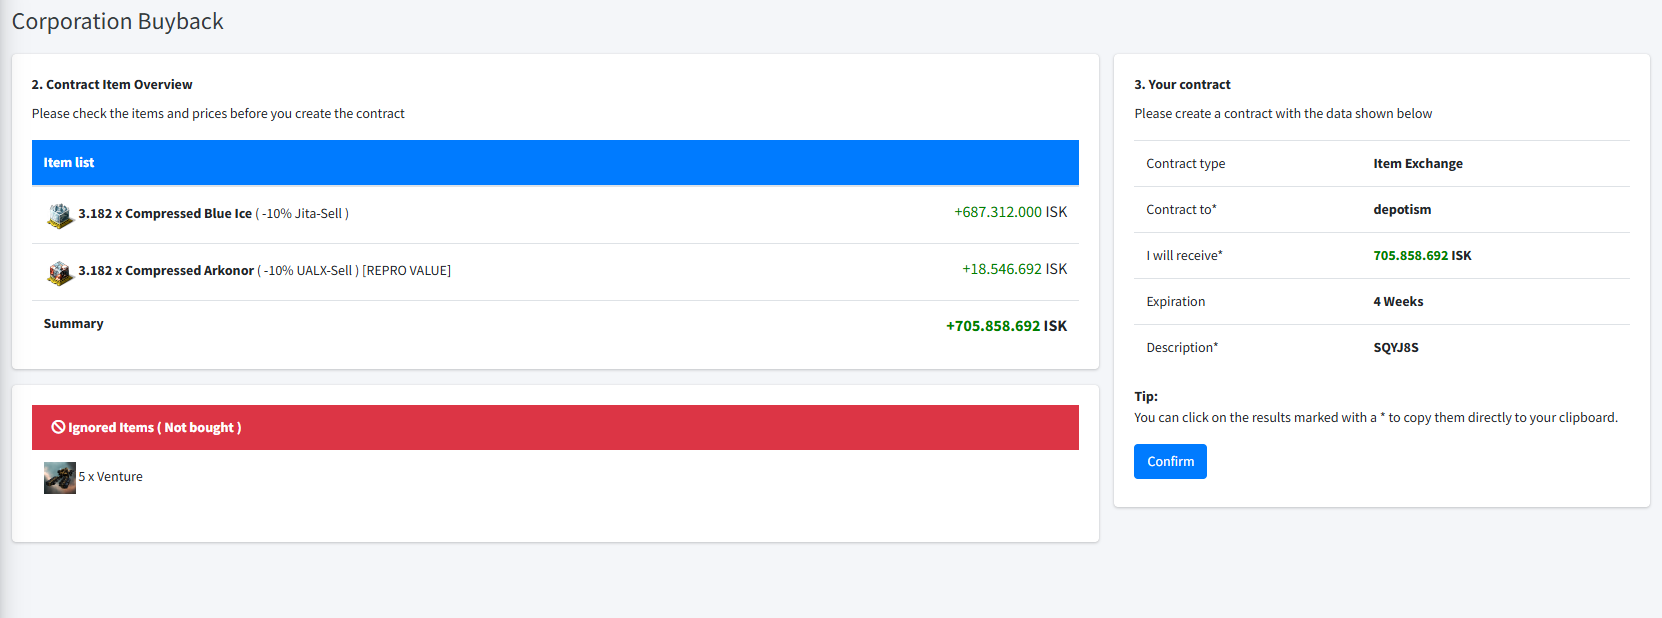 Corporation Buyback
2. Contract Item Overview
Please check the items and prices before you create the contract
Item list
3.182 x Compressed Blue Ice ( -10% Jita-Sell ) +687.312.000 ISK
3.182 x Compressed Arkonor ( -10% UALX-Sell ) [REPRO VALUE] +18.546.692 ISK
Summary +705.858.692 ISK
Ignored Items ( Not bought )
5 x Venture
3. Your contract
Please create a contract with the data shown below
Contract type Item Exchange
Contract to* depotism
I will receive* 705.858.692 ISK
Expiration 4 Weeks
Description* SQYJ8S
Tip:
You can click on the results marked with a * to copy them directly to your clipboard.
Confirm